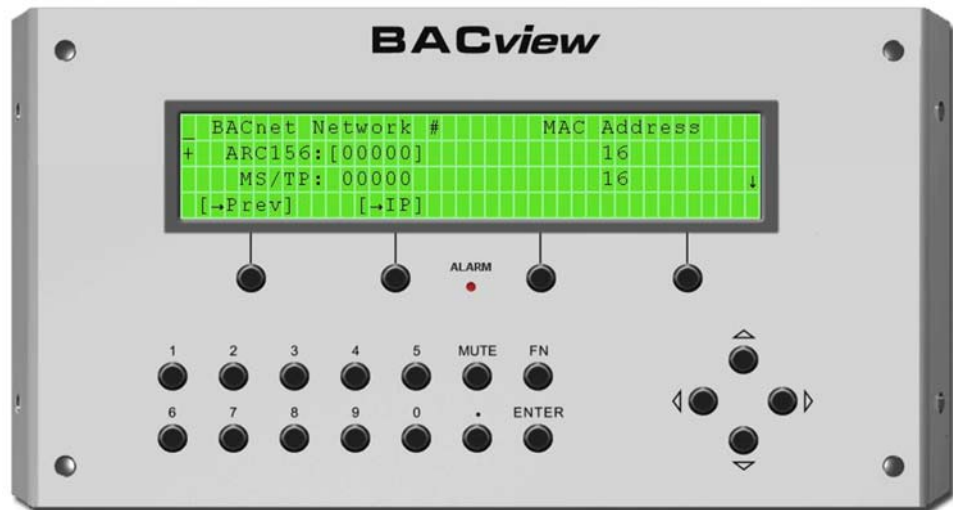 BACview
_ BACnet Network # MAC Address
+ ARC156:[00000] 16
MS/TP: 00000 16 ↓
[→Prev] [→IP]
ALARM
1 2 3 4 5 MUTE FN
6 7 8 9 0 . ENTER